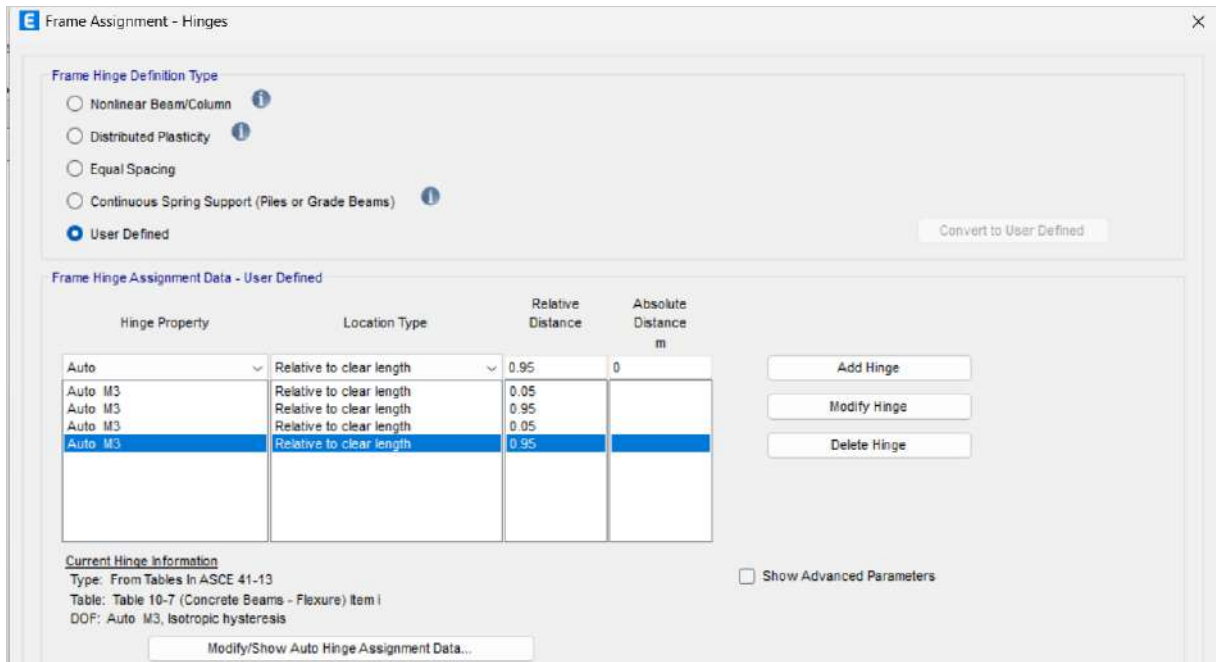 Frame Assignment - Hinges
Frame Hinge Definition Type
Nonlinear Beam/Column
Distributed Plasticity
Equal Spacing
Continuous Spring Support (Piles or Grade Beams)
User Defined
Convert to User Defined
Frame Hinge Assignment Data - User Defined
Hinge Property Location Type Relative Distance Absolute Distance m
Auto Relative to clear length 0.95 0
Auto M3 Relative to clear length 0.05
Auto M3 Relative to clear length 0.95
Auto M3 Relative to clear length 0.05
Auto M3 Relative to clear length 0.95
Add Hinge
Modify Hinge
Delete Hinge
Current Hinge Information
Type: From Tables In ASCE 41-13
Table: Table 10-7 (Concrete Beams - Flexure) Item i
DOF: Auto M3, Isotropic hysteresis
Show Advanced Parameters
Modify/Show Auto Hinge Assignment Data...